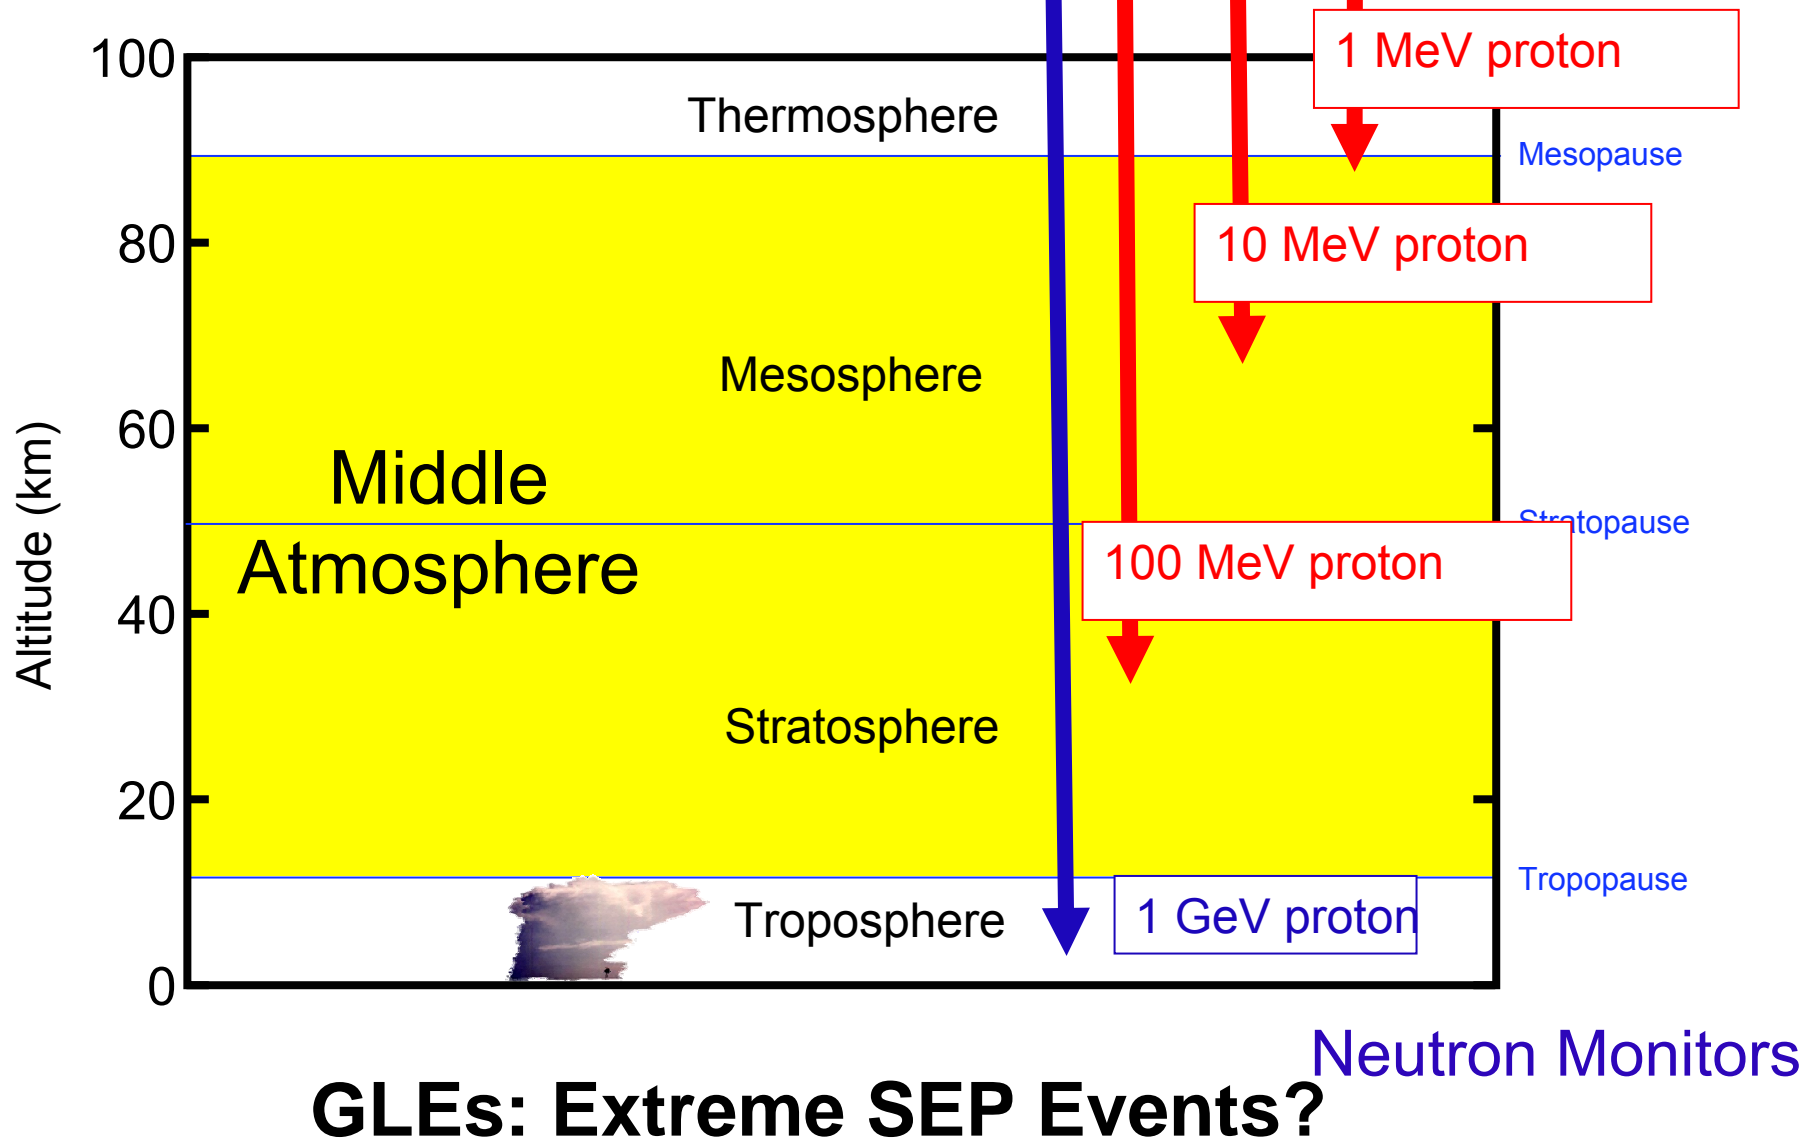 1 MeV proton
100
Thermosphere
Mesopause
80
10 MeV proton
Mesosphere
60
Altitude (km)
Middle
Stratopause
Atmosphere
100 MeV proton
40
Stratosphere
20
Tropopause
Troposphere
1 GeV proton
0
Neutron Monitors
GLEs: Extreme SEP Events?